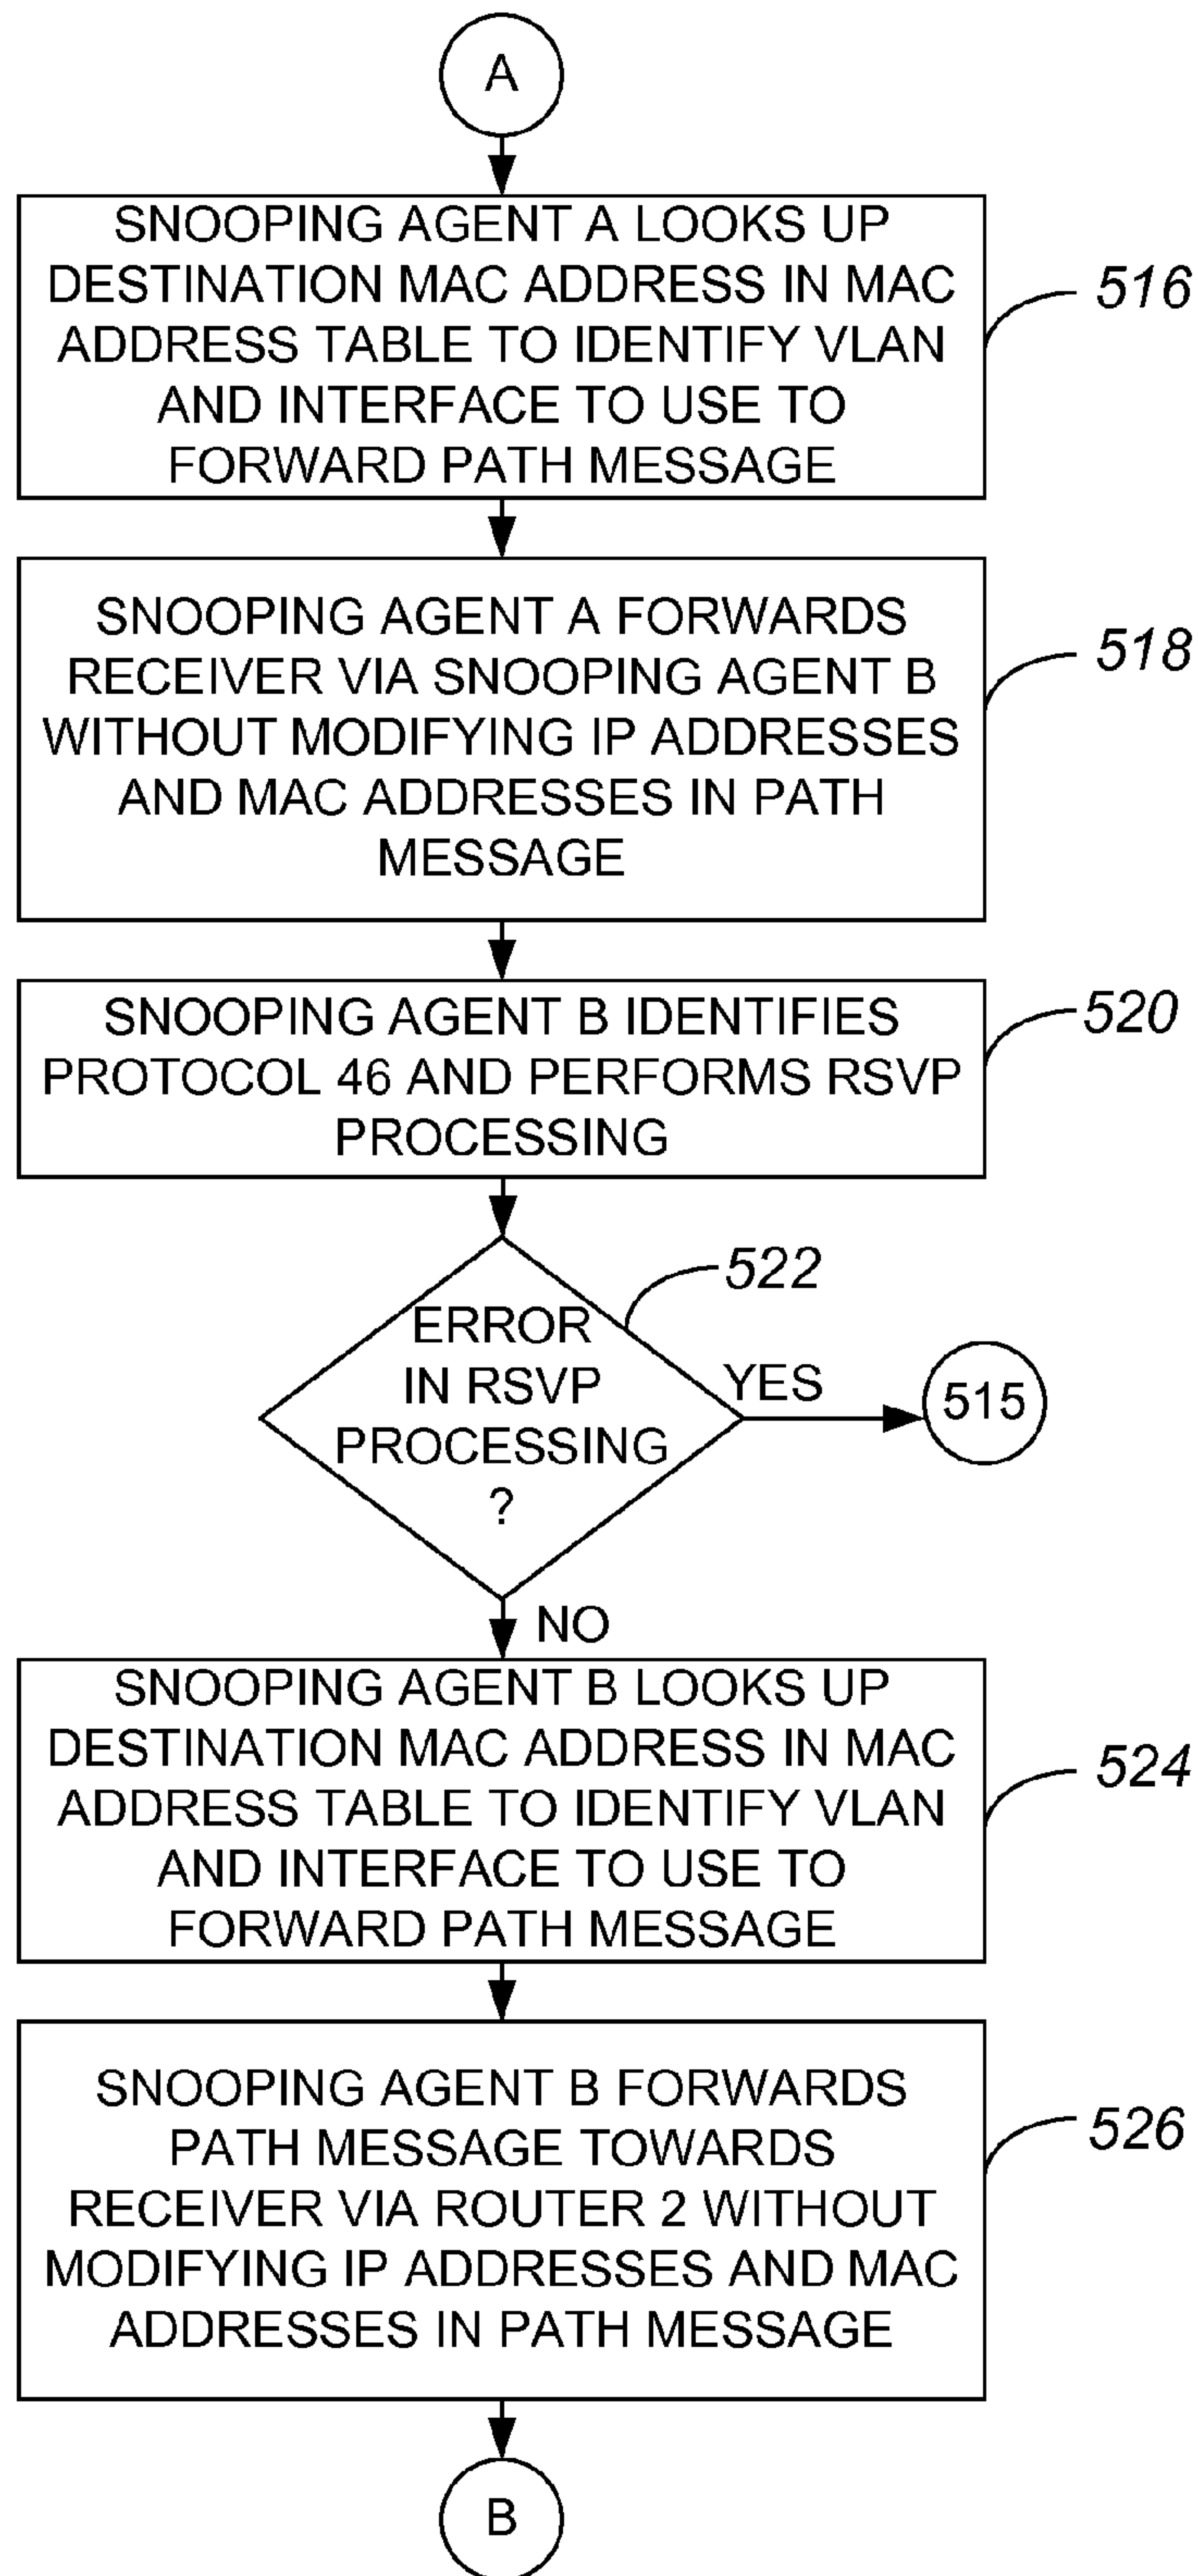 A
SNOOPING AGENT A LOOKS UP
DESTINATION MAC ADDRESS IN MAC
ADDRESS TABLE TO IDENTIFY VLAN
AND INTERFACE TO USE TO
FORWARD PATH MESSAGE
516
SNOOPING AGENT A FORWARDS
RECEIVER VIA SNOOPING AGENT B
WITHOUT MODIFYING IP ADDRESSES
AND MAC ADDRESSES IN PATH
MESSAGE
518
SNOOPING AGENT B IDENTIFIES
PROTOCOL 46 AND PERFORMS RSVP
PROCESSING
520
ERROR
IN RSVP
PROCESSING
?
522
YES
515
NO
SNOOPING AGENT B LOOKS UP
DESTINATION MAC ADDRESS IN MAC
ADDRESS TABLE TO IDENTIFY VLAN
AND INTERFACE TO USE TO
FORWARD PATH MESSAGE
524
SNOOPING AGENT B FORWARDS
PATH MESSAGE TOWARDS
RECEIVER VIA ROUTER 2 WITHOUT
MODIFYING IP ADDRESSES AND MAC
ADDRESSES IN PATH MESSAGE
526
B